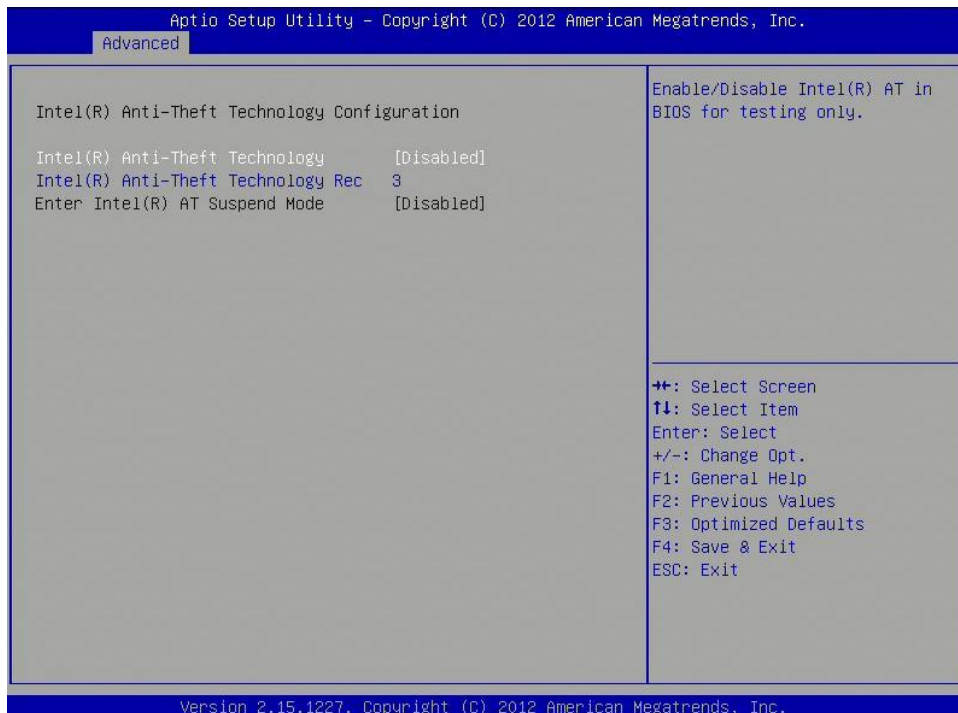 Aptio Setup Utility – Copyright (C) 2012 American Megatrends, Inc.
Advanced
Intel(R) Anti-Theft Technology Configuration
Intel(R) Anti-Theft Technology [Disabled]
Intel(R) Anti-Theft Technology Rec 3
Enter Intel(R) AT Suspend Mode [Disabled]
Enable/Disable Intel(R) AT in
BIOS for testing only.
→←: Select Screen
↑↓: Select Item
Enter: Select
+/-: Change Opt.
F1: General Help
F2: Previous Values
F3: Optimized Defaults
F4: Save & Exit
ESC: Exit
Version 2.15.1227. Copyright (C) 2012 American Megatrends, Inc.